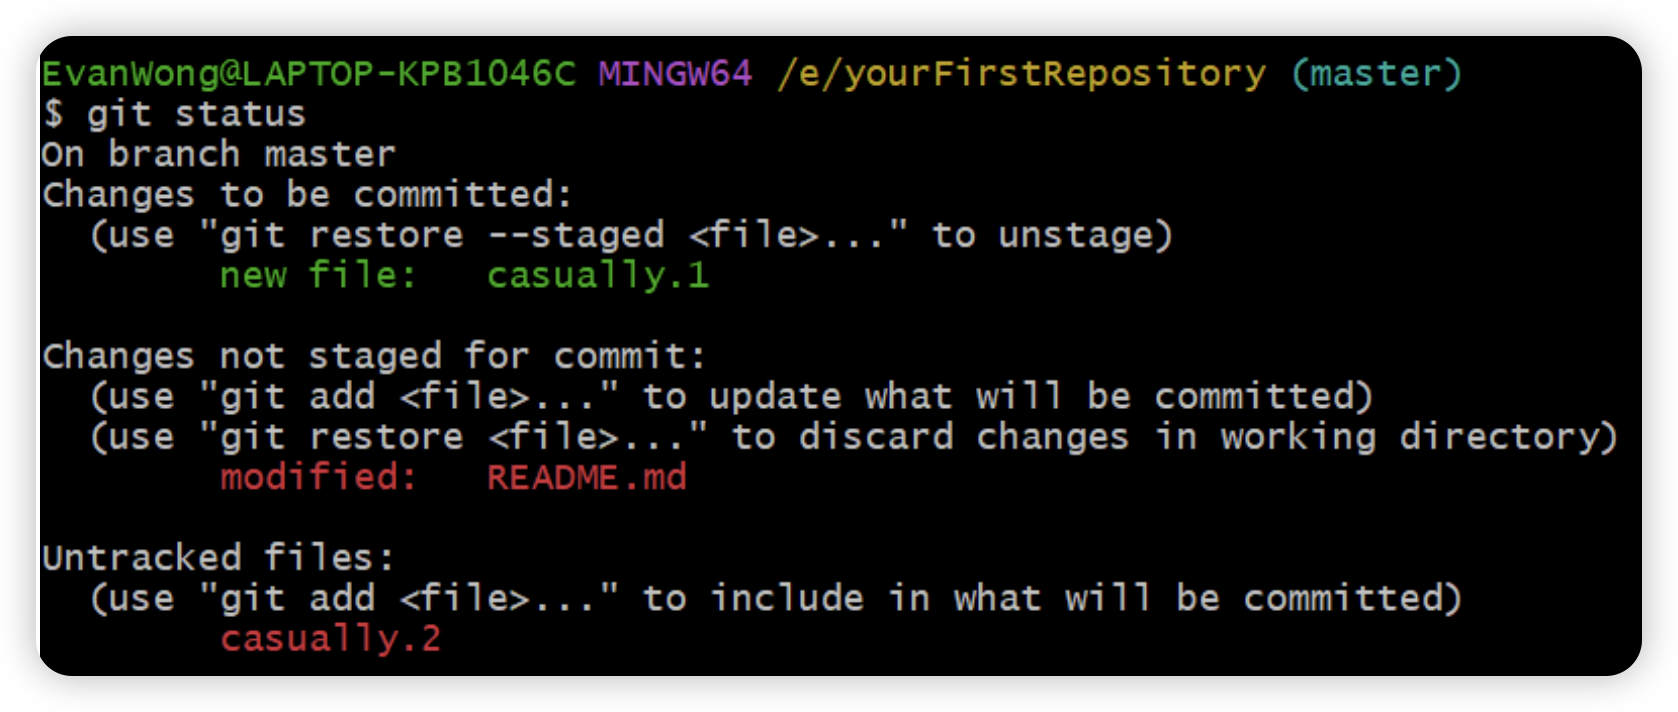 EvanWong@LAPTOP-KPB1046C MINGW64 /e/yourFirstRepository (master)
$ git status
On branch master
Changes to be committed:
  (use "git restore --staged <file>..." to unstage)
        new file:   casually.1

Changes not staged for commit:
  (use "git add <file>..." to update what will be committed)
  (use "git restore <file>..." to discard changes in working directory)
        modified:   README.md

Untracked files:
  (use "git add <file>..." to include in what will be committed)
        casually.2